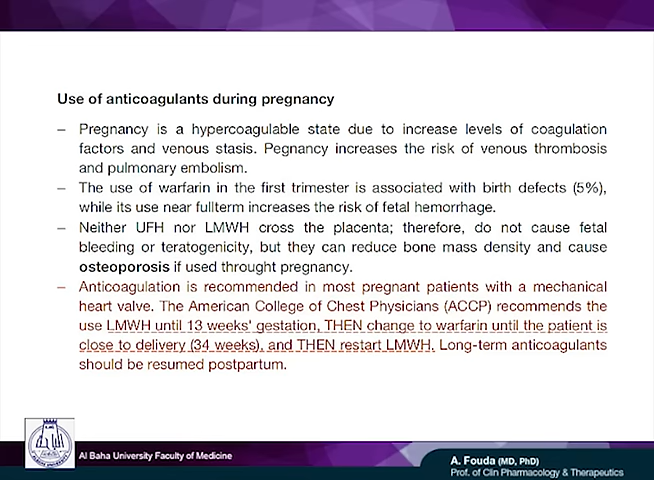 Use of anticoagulants during pregnancy
– Pregnancy is a hypercoagulable state due to increase levels of coagulation
factors and venous stasis. Pegnancy increases the risk of venous thrombosis
and pulmonary embolism.
– The use of warfarin in the first trimester is associated with birth defects (5%),
while its use near fullterm increases the risk of fetal hemorrhage.
– Neither UFH nor LMWH cross the placenta; therefore, do not cause fetal
bleeding or teratogenicity, but they can reduce bone mass density and cause
osteoporosis if used throught pregnancy.
– Anticoagulation is recommended in most pregnant patients with a mechanical
heart valve. The American College of Chest Physicians (ACCP) recommends the
use LMWH until 13 weeks' gestation, THEN change to warfarin until the patient is
close to delivery (34 weeks), and THEN restart LMWH. Long-term anticoagulants
should be resumed postpartum.
Al Baha University Faculty of Medicine
A. Fouda (MD, PhD)
Prof. of Clin Pharmacology & Therapeutics